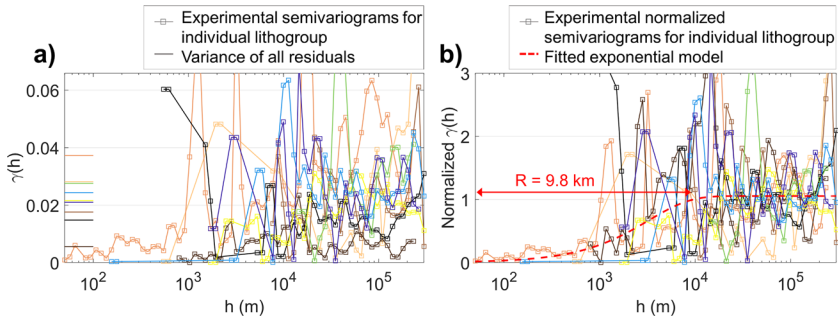 Experimental semivariograms for
individual lithogroup
Variance of all residuals
a)
0.06
0.04
0.02
0
γ(h)
10²
10³
10⁴
10⁵
h (m)
Experimental normalized
semivariograms for individual lithogroup
Fitted exponential model
b)
3
2
1
0
Normalized γ(h)
R = 9.8 km
10²
10³
10⁴
10⁵
h (m)